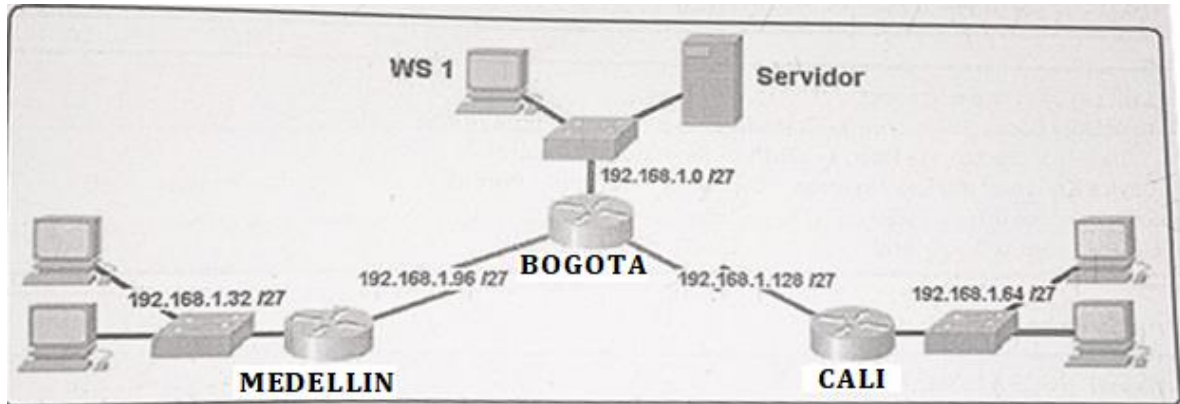 WS 1
Servidor
192.168.1.0 /27
BOGOTA
192.168.1.96 /27
192.168.1.128 /27
192.168.1.32 /27
192.168.1.64 /27
MEDELLIN
CALI